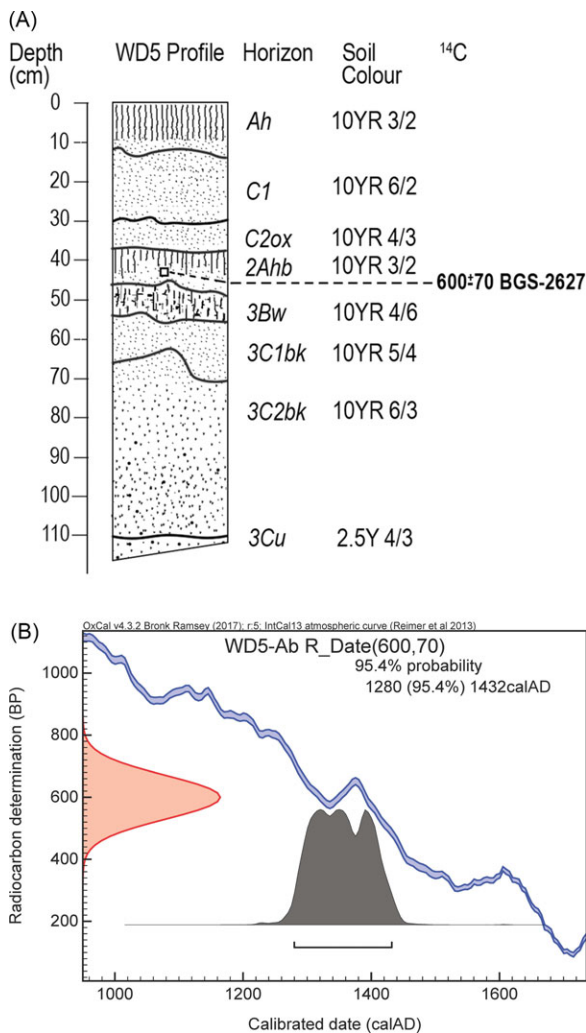 (A)
Depth (cm) WD5 Profile Horizon Soil Colour ¹⁴C
0
Ah 10YR 3/2
10
20
C1 10YR 6/2
30
C2ox 10YR 4/3
40
2Ahb 10YR 3/2
600±70 BGS-2627
50
3Bw 10YR 4/6
60
3C1bk 10YR 5/4
70
80
3C2bk 10YR 6/3
90
100
110
3Cu 2.5Y 4/3
(B)
OxCal v4.3.2 Bronk Ramsey (2017); r:5; IntCal13 atmospheric curve (Reimer et al 2013)
WD5-Ab R_Date(600,70)
95.4% probability
1280 (95.4%) 1432calAD
Radiocarbon determination (BP)
1000
800
600
400
200
1000 1200 1400 1600
Calibrated date (calAD)